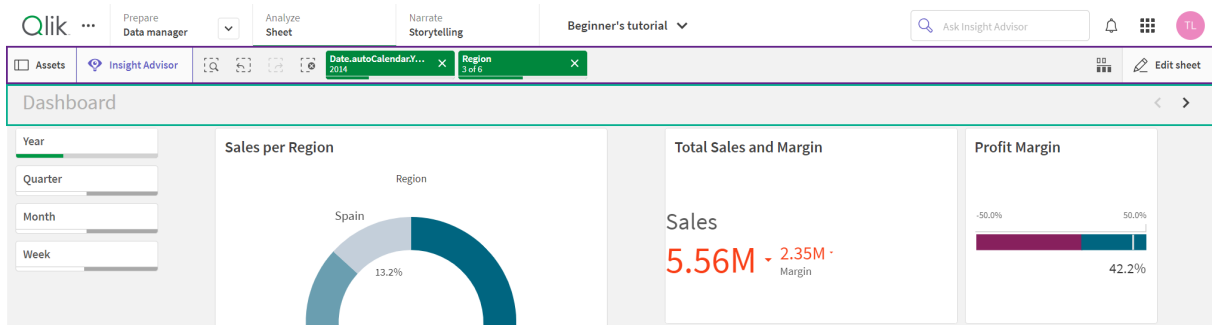 Qlik
Prepare
Data manager
Analyze
Sheet
Narrate
Storytelling
Beginner's tutorial
Ask Insight Advisor
TL
Assets
Insight Advisor
Date.autoCalendar.Y...
2014
Region
3 of 6
Edit sheet
Dashboard
Year
Quarter
Month
Week
Sales per Region
Region
Spain
13.2%
Total Sales and Margin
Sales
5.56M
2.35M
Margin
Profit Margin
-50.0% 50.0%
42.2%